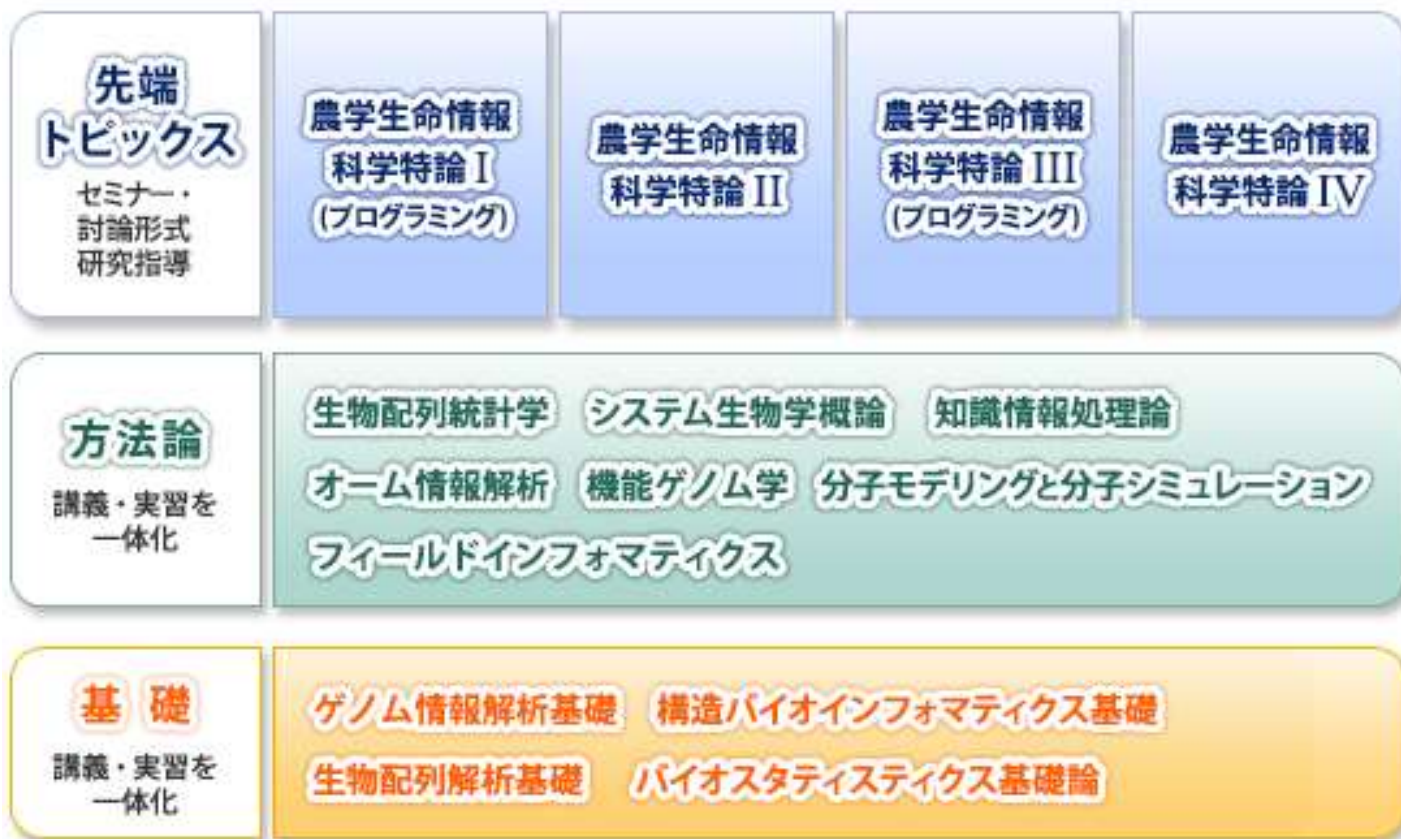 先端
トピックス
セミナー・
討論形式
研究指導
農学生命情報
科学特論 I
(プログラミング)
農学生命情報
科学特論 II
農学生命情報
科学特論 III
(プログラミング)
農学生命情報
科学特論 IV
方法論
講義・実習を
一体化
生物配列統計学 システム生物学概論 知識情報処理論
オーム情報解析 機能ゲノム学 分子モデリングと分子シミュレーション
フィールドインフォマティクス
基 礎
講義・実習を
一体化
ゲノム情報解析基礎 構造バイオインフォマティクス基礎
生物配列解析基礎 バイオスタティスティクス基礎論